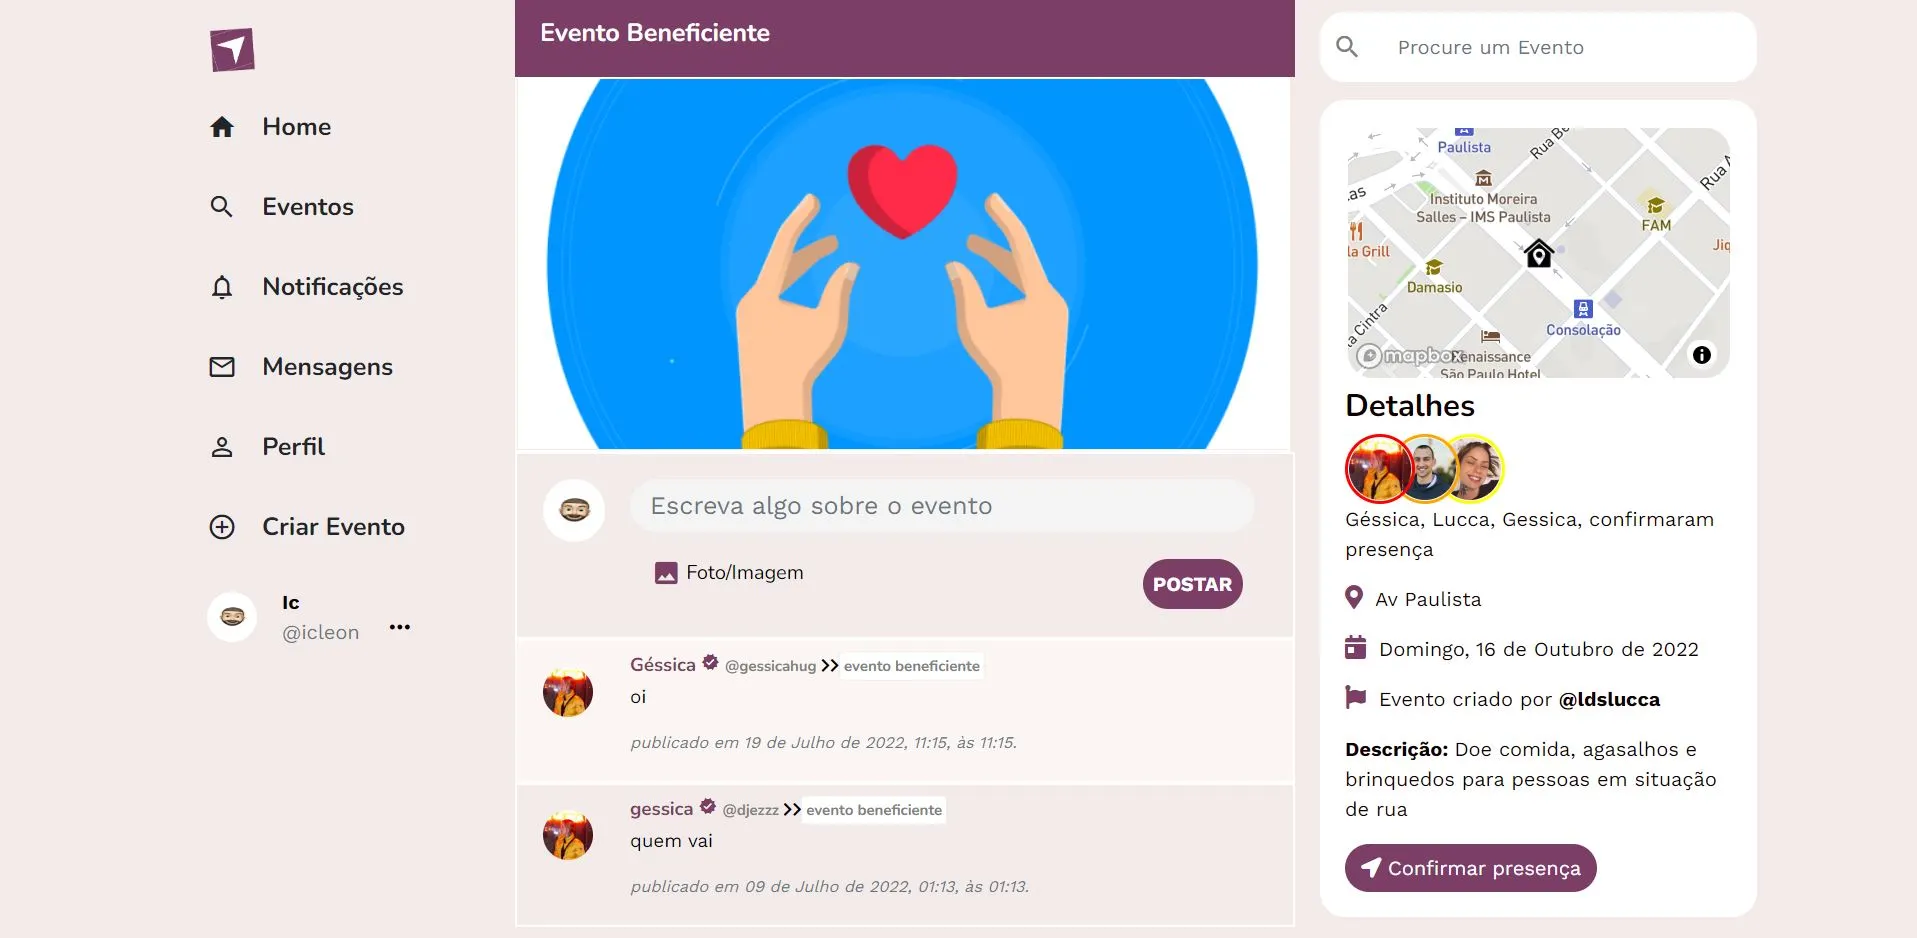 Home
Eventos
Notificações
Mensagens
Perfil
Criar Evento
Ic
@icleon
Evento Beneficiente
Escreva algo sobre o evento
Foto/Imagem
POSTAR
Géssica @gessicahug evento beneficiente
oi
publicado em 19 de Julho de 2022, 11:15, às 11:15.
gessica @djezzz evento beneficiente
quem vai
publicado em 09 de Julho de 2022, 01:13, às 01:13.
Procure um Evento
Paulista
Rua Be
Rua A
as
Instituto Moreira
Salles – IMS Paulista
FAM
la Grill
Jiq
Damasio
Consolação
a Cintra
mapbox
Renaissance
São Paulo Hotel
Detalhes
Géssica, Lucca, Gessica, confirmaram
presença
Av Paulista
Domingo, 16 de Outubro de 2022
Evento criado por @ldslucca
Descrição: Doe comida, agasalhos e
brinquedos para pessoas em situação
de rua
Confirmar presença